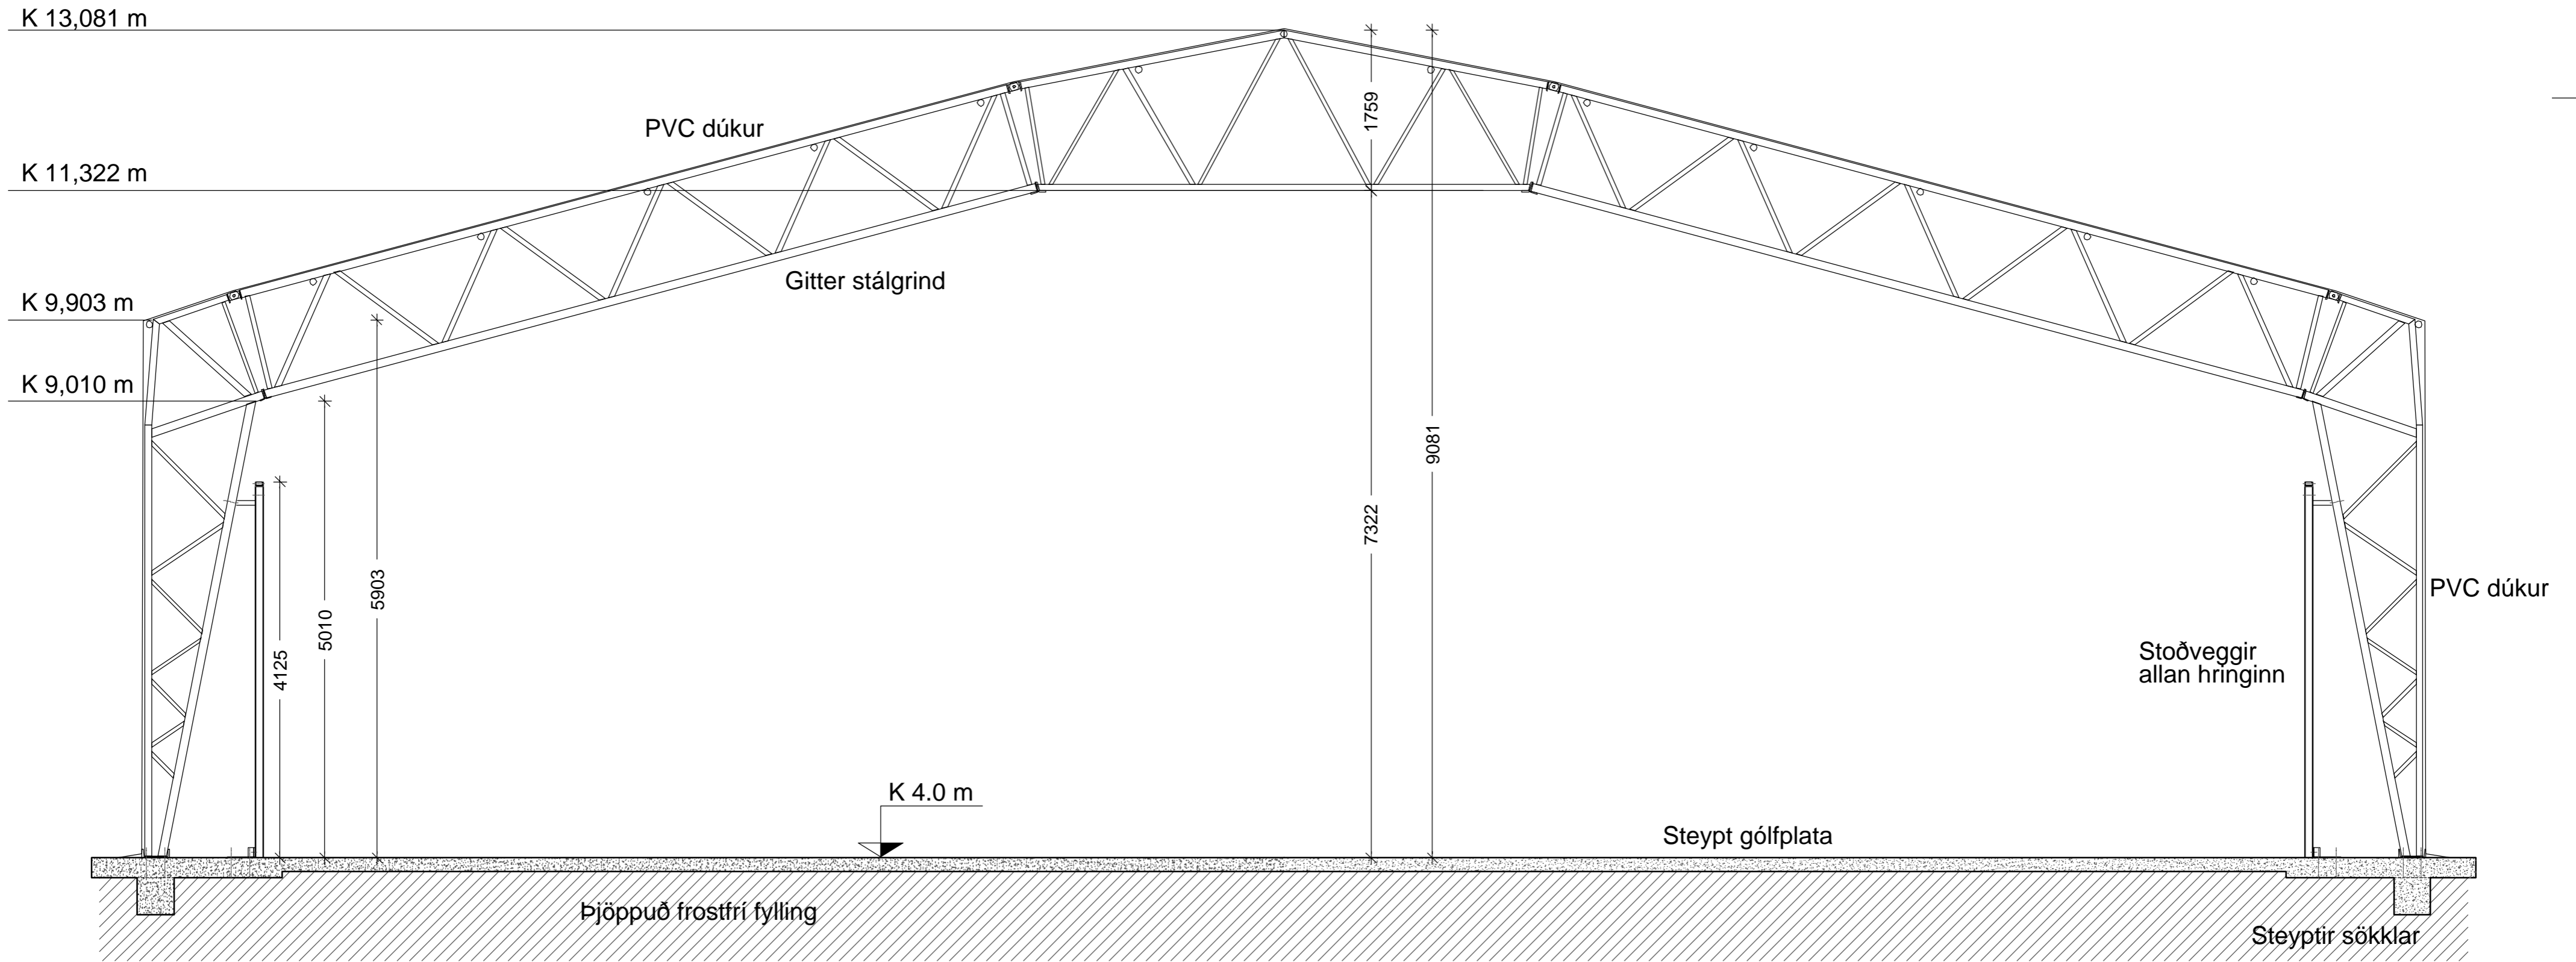 K 13,081 m
PVC dúkur
1759
K 11,322 m
Gitter stálgrind
K 9,903 m
K 9,010 m
9081
7322
5903
5010
4125
PVC dúkur
Stoðveggir
allan hringinn
K 4.0 m
Steypt gólfplata
Þjöppuð frostfrí fylling
Steyptir sökklar